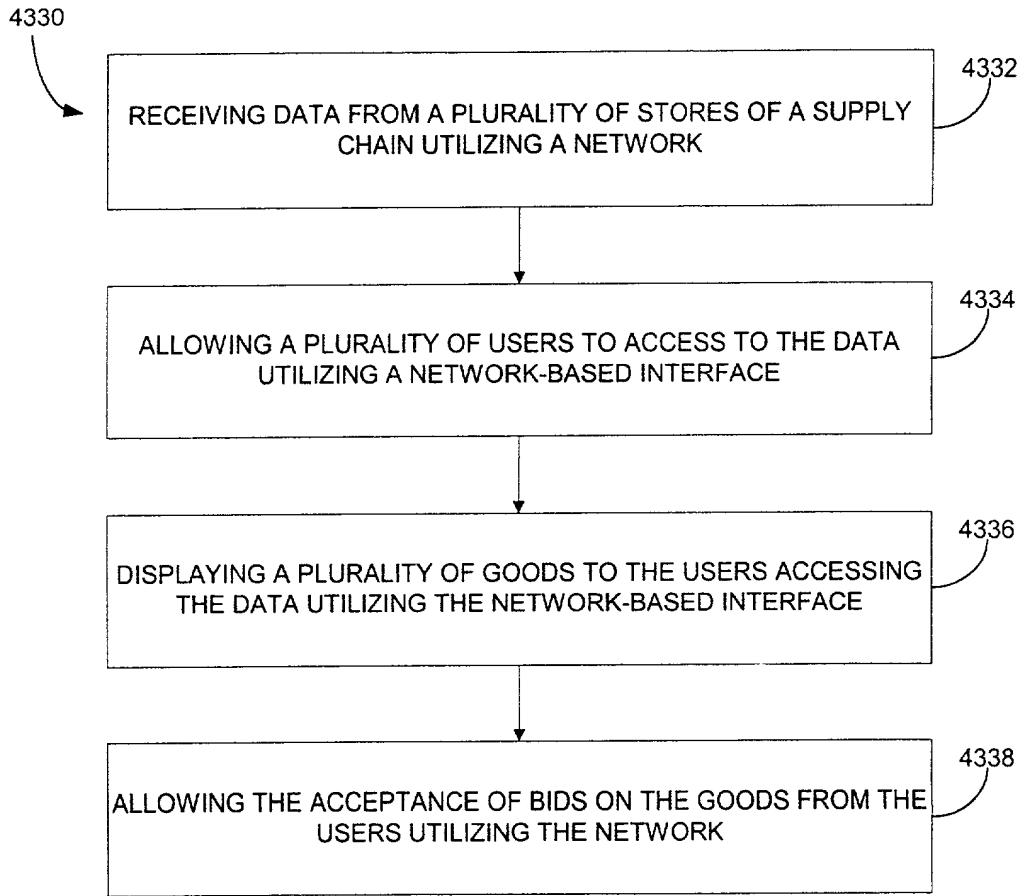 4330
4332
RECEIVING DATA FROM A PLURALITY OF STORES OF A SUPPLY
CHAIN UTILIZING A NETWORK
4334
ALLOWING A PLURALITY OF USERS TO ACCESS TO THE DATA
UTILIZING A NETWORK-BASED INTERFACE
4336
DISPLAYING A PLURALITY OF GOODS TO THE USERS ACCESSING
THE DATA UTILIZING THE NETWORK-BASED INTERFACE
4338
ALLOWING THE ACCEPTANCE OF BIDS ON THE GOODS FROM THE
USERS UTILIZING THE NETWORK